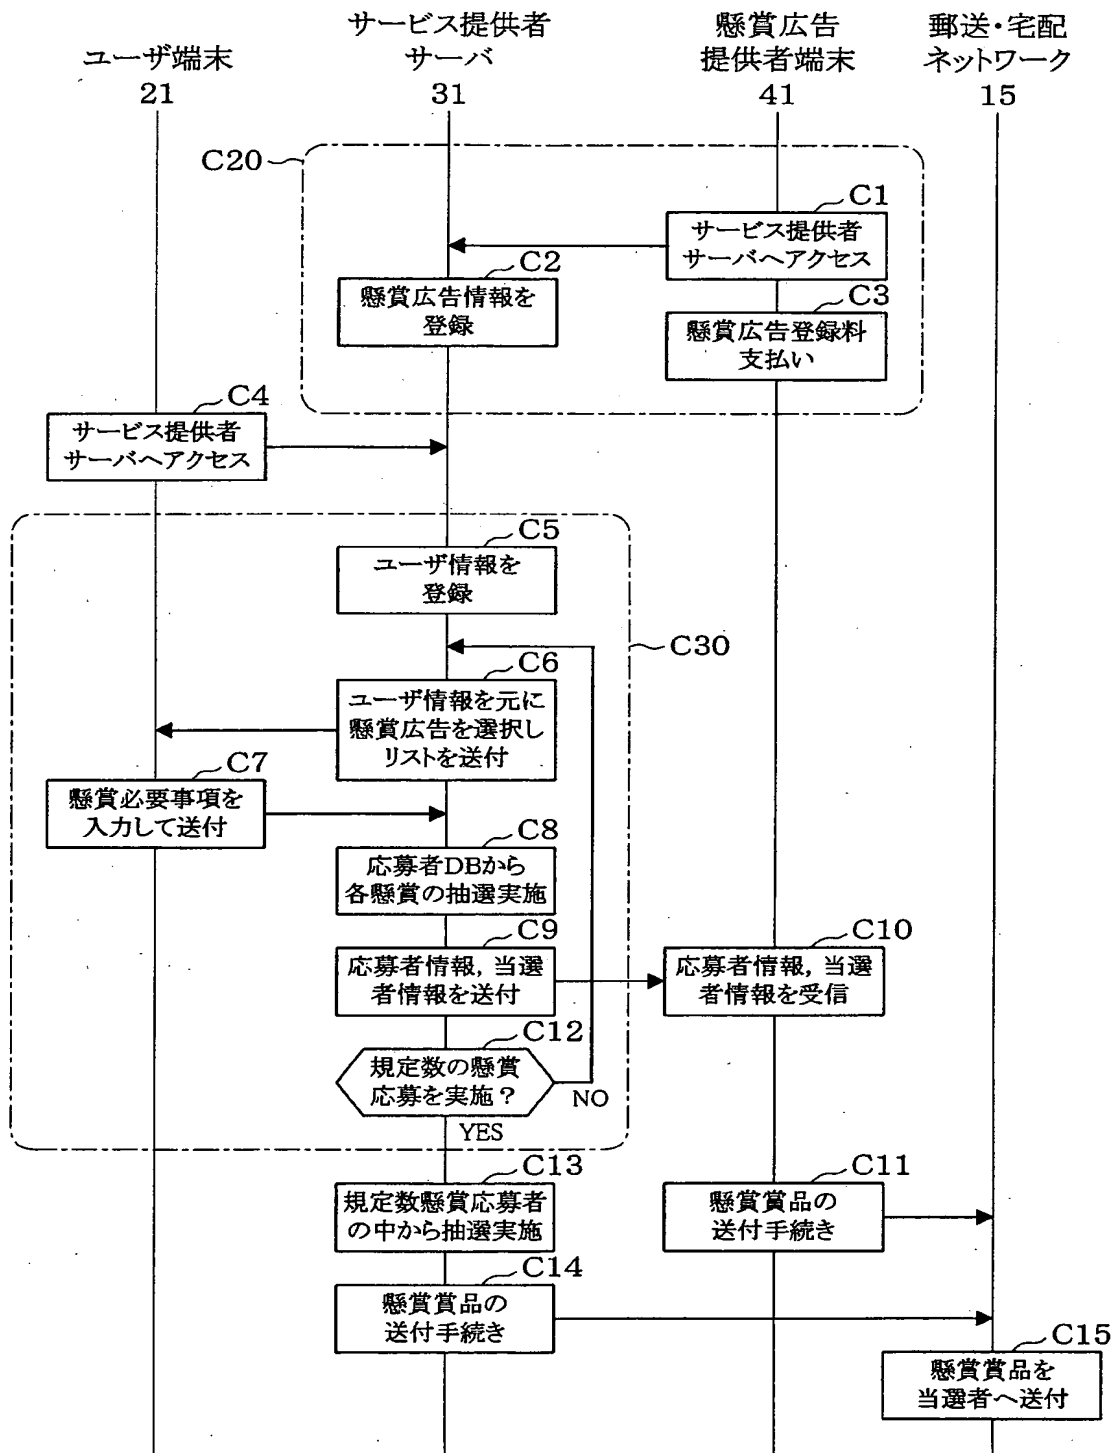 ユーザ端末
21
サービス提供者
サーバ
31
懸賞広告
提供者端末
41
郵送・宅配
ネットワーク
15
C20
C1
サービス提供者
サーバへアクセス
C2
懸賞広告情報を
登録
C3
懸賞広告登録料
支払い
C4
サービス提供者
サーバへアクセス
C5
ユーザ情報を
登録
C30
C6
ユーザ情報を元に
懸賞広告を選択し
リストを送付
C7
懸賞必要事項を
入力して送付
C8
応募者DBから
各懸賞の抽選実施
C9
応募者情報，当選
者情報を送付
C10
応募者情報，当選
者情報を受信
C12
規定数の懸賞
応募を実施？
NO
YES
C13
規定数懸賞応募者
の中から抽選実施
C11
懸賞賞品の
送付手続き
C14
懸賞賞品の
送付手続き
C15
懸賞賞品を
当選者へ送付